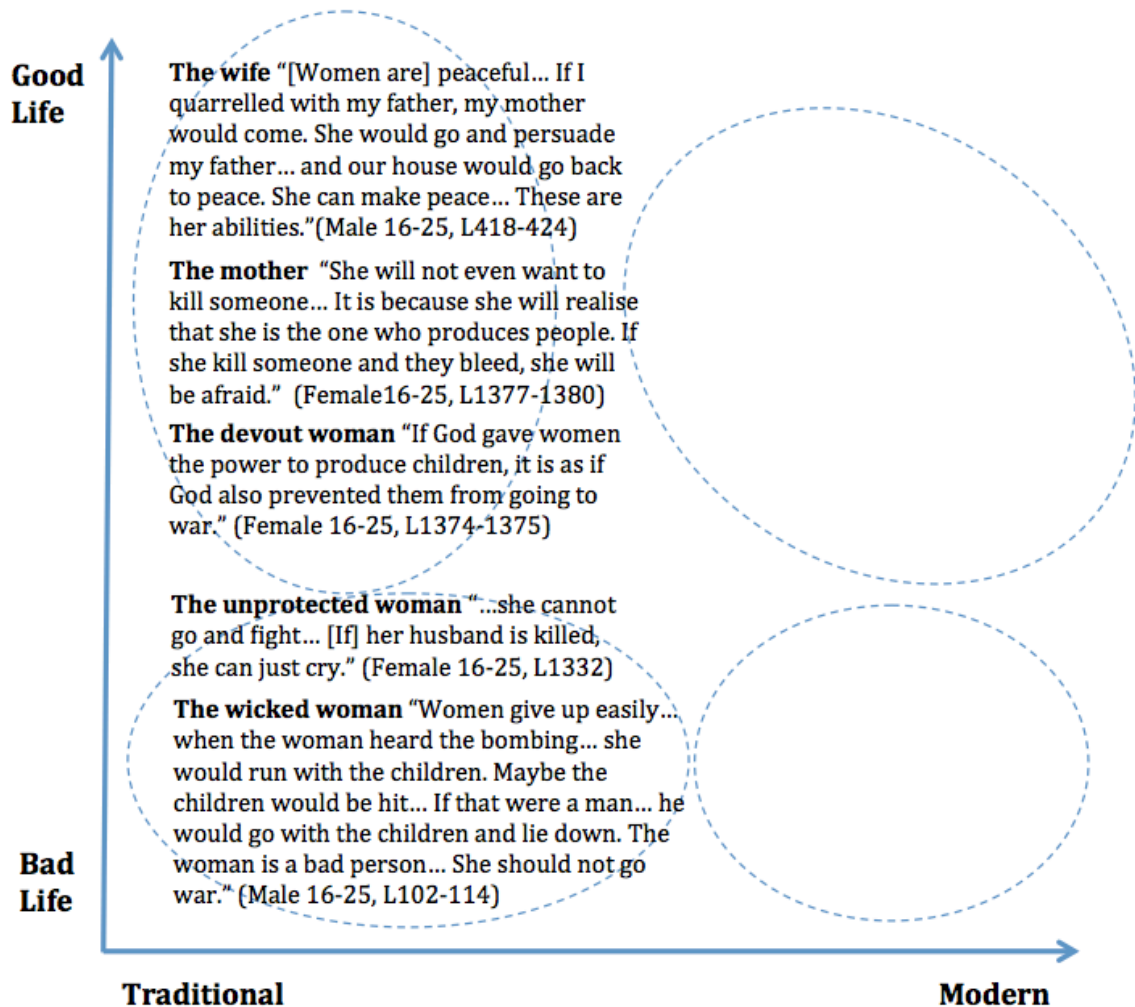 Good
Life
The wife “[Women are] peaceful... If I
quarrelled with my father, my mother
would come. She would go and persuade
my father... and our house would go back
to peace. She can make peace... These are
her abilities.”(Male 16-25, L418-424)
The mother “She will not even want to
kill someone... It is because she will realise
that she is the one who produces people. If
she kill someone and they bleed, she will
be afraid.” (Female16-25, L1377-1380)
The devout woman “If God gave women
the power to produce children, it is as if
God also prevented them from going to
war.” (Female 16-25, L1374-1375)
The unprotected woman “...she cannot
go and fight... [If] her husband is killed,
she can just cry.” (Female 16-25, L1332)
The wicked woman “Women give up easily...
when the woman heard the bombing... she
would run with the children. Maybe the
children would be hit... If that were a man... he
would go with the children and lie down. The
woman is a bad person... She should not go
war.” (Male 16-25, L102-114)
Bad
Life
Traditional
Modern